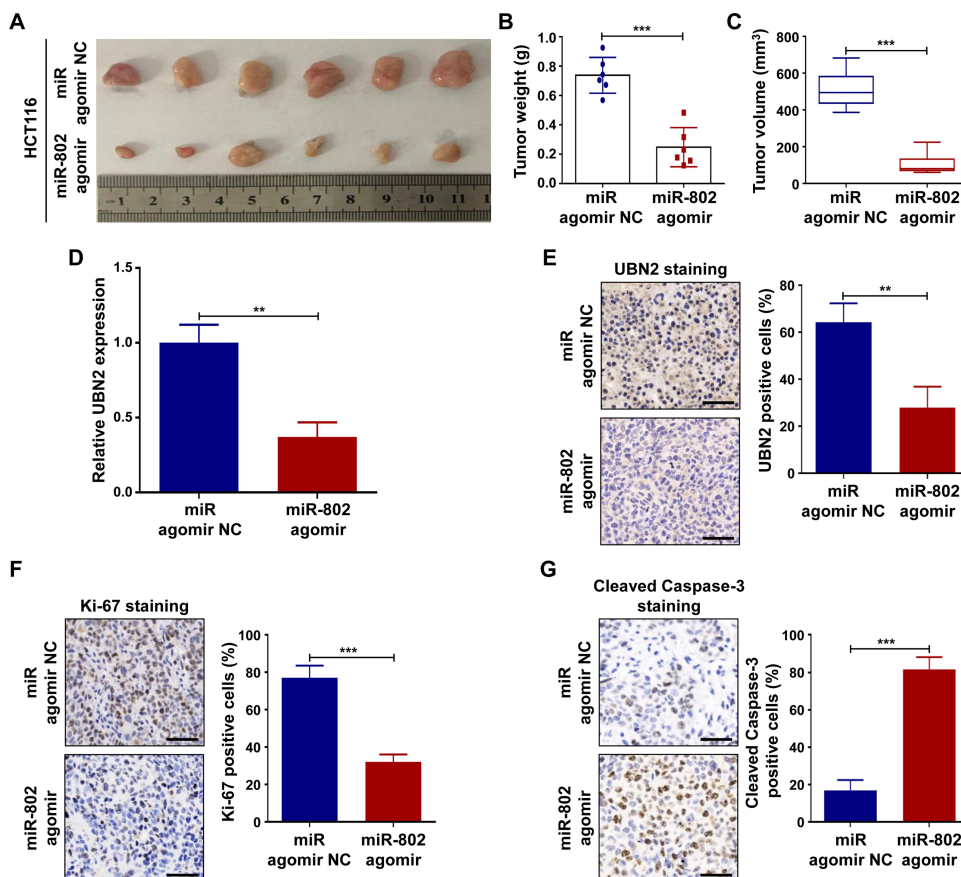 A
HCT116
miR
agomir NC
miR-802
agomir
cm 1 2 3 4 5 6 7 8 9 10 11 1
B
Tumor weight (g)
1.0
0.8
0.6
0.4
0.2
0.0
***
miR
agomir NC
miR-802
agomir
C
Tumor volume (mm³)
800
600
400
200
0
***
miR
agomir NC
miR-802
agomir
D
Relative UBN2 expression
1.5
1.0
0.5
0.0
**
miR
agomir NC
miR-802
agomir
E
UBN2 staining
miR
agomir NC
miR-802
agomir
UBN2 positive cells (%)
80
60
40
20
0
**
miR
agomir NC
miR-802
agomir
F
Ki-67 staining
miR
agomir NC
miR-802
agomir
Ki-67 positive cells (%)
100
80
60
40
20
0
***
miR
agomir NC
miR-802
agomir
G
Cleaved Caspase-3
staining
miR
agomir NC
miR-802
agomir
Cleaved Caspase-3
positive cells (%)
100
80
60
40
20
0
***
miR
agomir NC
miR-802
agomir